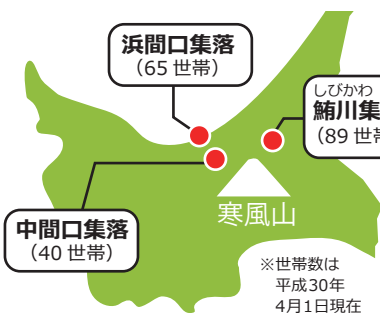 浜間口集落
（65 世帯）
しびかわ
鮪川集
（89 世帯
中間口集落
（40 世帯）
寒風山
※世帯数は
平成30年
4月1日現在